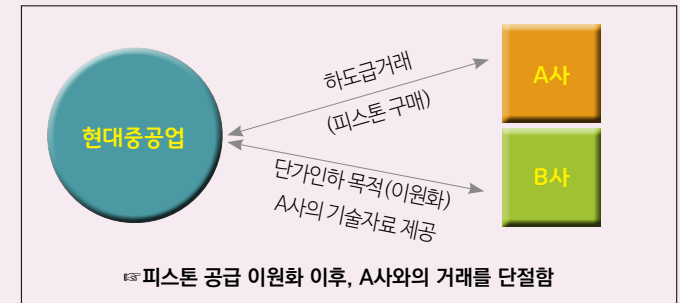 하도급거래
(피스톤 구매)
A사
현대중공업
단가인하 목적(이원화)
A사의 기술자료 제공
B사
☞피스톤 공급 이원화 이후, A사와의 거래를 단절함